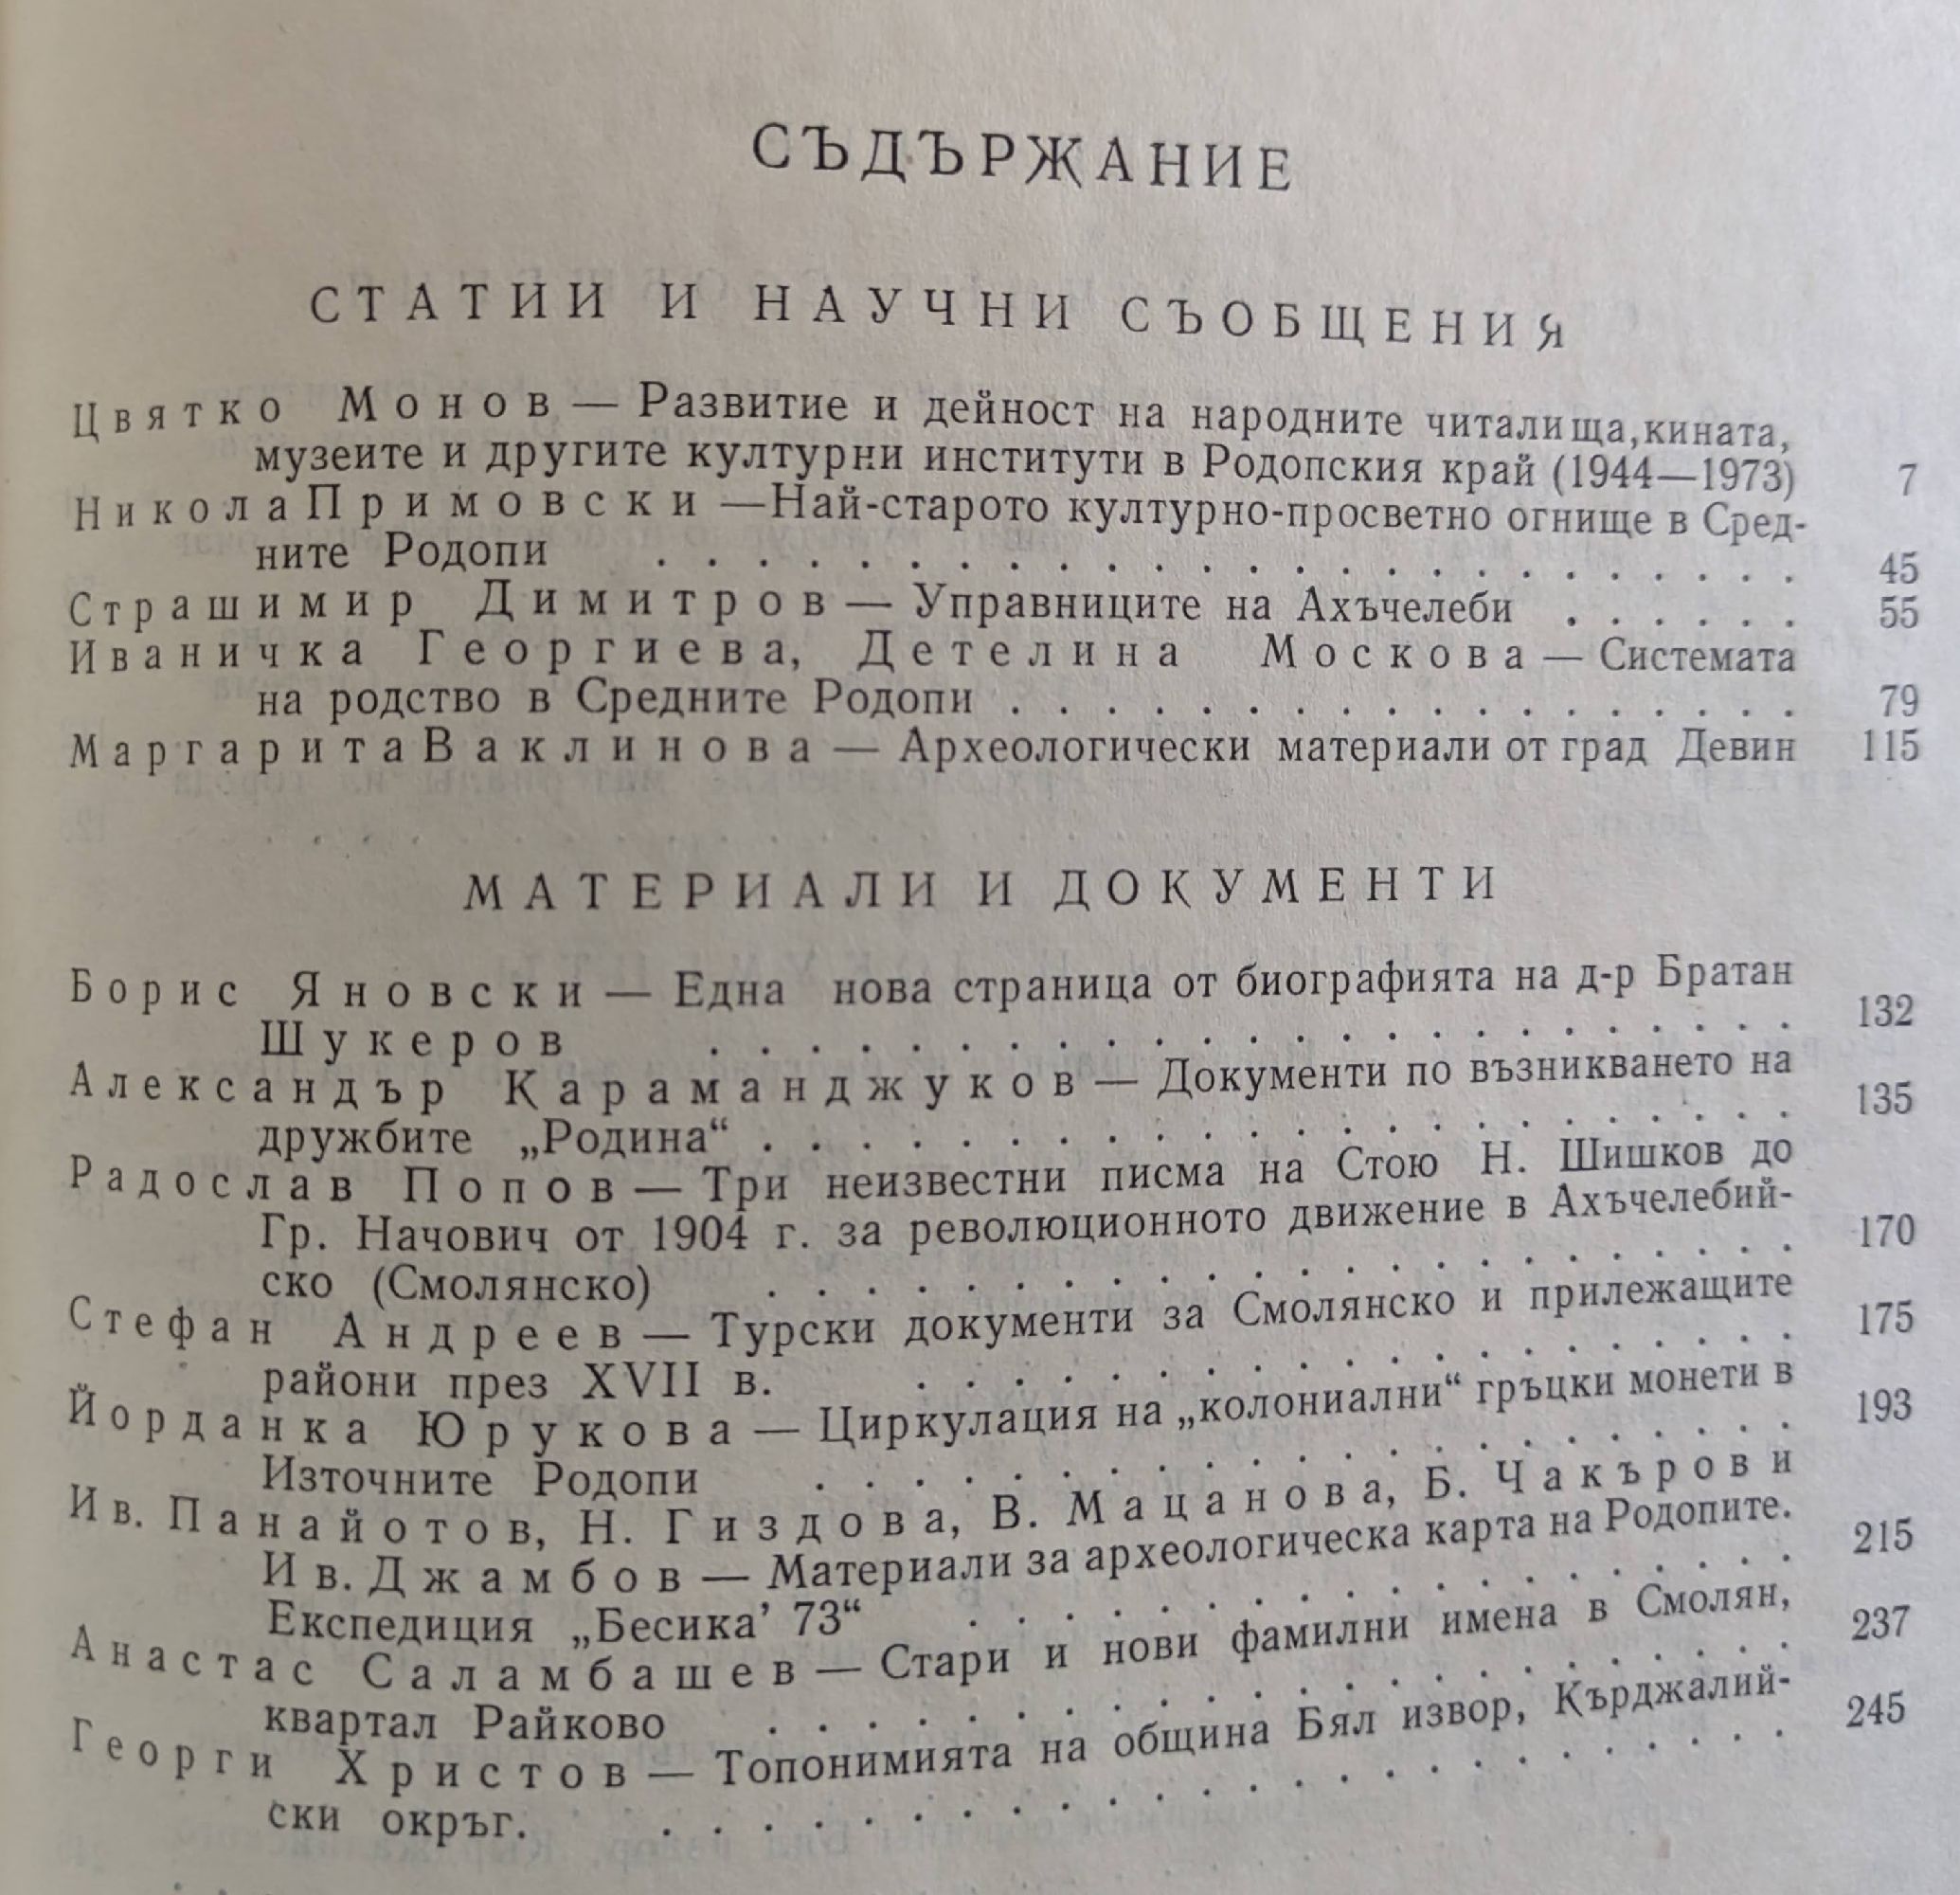 СЪДЪРЖАНИЕ
СТАТИИ И НАУЧНИ СЪОБЩЕНИЯ
Цвятко Монов — Развитие и дейност на народните читалища, кината,
музеите и другите културни институти в Родопския край (1944—1973) 7
Никола Примовски — Най-старото културно-просветно огнище в Сред-
ните Родопи . . . . . . . . . . . . . . . . . . . . . . . . 45
Страшимир Димитров — Управниците на Ахъчелеби . . . . . . 55
Иваничка Георгиева, Детелина Москова — Системата
на родство в Средните Родопи . . . . . . . . . . . . . . . . . 79
Маргарита Ваклинова — Археологически материали от град Девин 115
МАТЕРИАЛИ И ДОКУМЕНТИ
Борис Яновски — Една нова страница от биографията на д-р Братан
Шукеров . . . . . . . . . . . . . . . . . . . . . . . 132
Александър Караманджуков — Документи по възникването на
дружбите „Родина“ . . . . . . . . . . . . . . . . . . . . . . 135
Радослав Попов — Три неизвестни писма на Стою Н. Шишков до
Гр. Начович от 1904 г. за революционното движение в Ахъчелебий-
ско (Смолянско) . . . . . . . . . . . . . . . . . . . . . . 170
Стефан Андреев — Турски документи за Смолянско и прилежащите
райони през XVII в. . . . . . . . . . . . . . . . . . . . 175
Йорданка Юрукова — Циркулация на „колониални“ гръцки монети в
Източните Родопи . . . . . . . . . . . . . . . . . . . . . 193
Ив. Панайотов, Н. Гиздова, В. Мацанова, Б. Чакъров и
Ив. Джамбов — Материали за археологическа карта на Родопите.
Експедиция „Бесика’ 73“ . . . . . . . . . . . . . . . . . . 215
Анастас Саламбашев — Стари и нови фамилни имена в Смолян,
квартал Райково . . . . . . . . . . . . . . . . . . . . . . 237
Георги Христов — Топонимията на община Бял извор, Кърджалий-
ски окръг. . . . . . . . . . . . . . . . . . . . . . . . 245